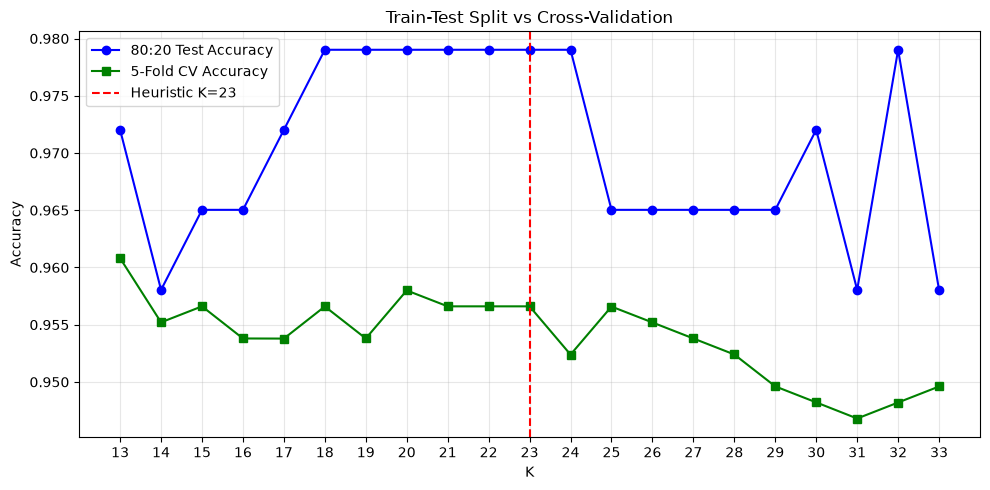 Train-Test Split vs Cross-Validation
80:20 Test Accuracy
5-Fold CV Accuracy
Heuristic K=23
Accuracy
0.980
0.975
0.970
0.965
0.960
0.955
0.950
13 14 15 16 17 18 19 20 21 22 23 24 25 26 27 28 29 30 31 32 33
K